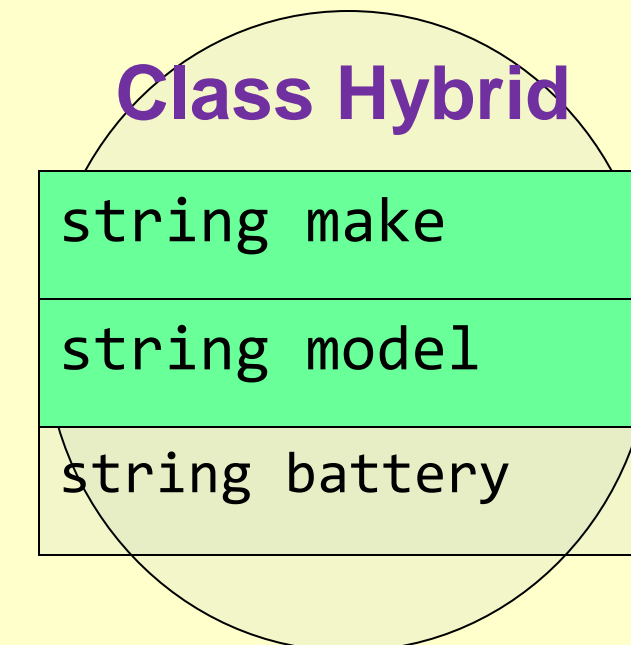 Class Hybrid
string make
string model
string battery